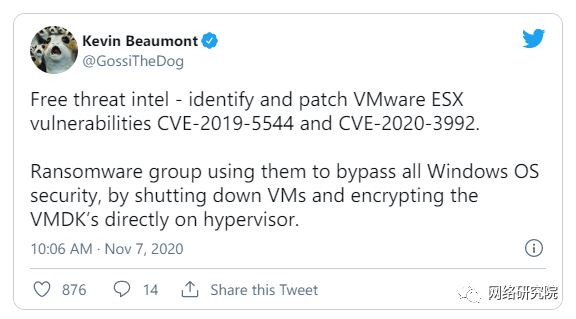 Kevin Beaumont
@GossiTheDog
Free threat intel - identify and patch VMware ESX
vulnerabilities CVE-2019-5544 and CVE-2020-3992.
Ransomware group using them to bypass all Windows OS
security, by shutting down VMs and encrypting the
VMDK's directly on hypervisor.
10:06 AM · Nov 7, 2020
876 14 Share this Tweet
网络研究院